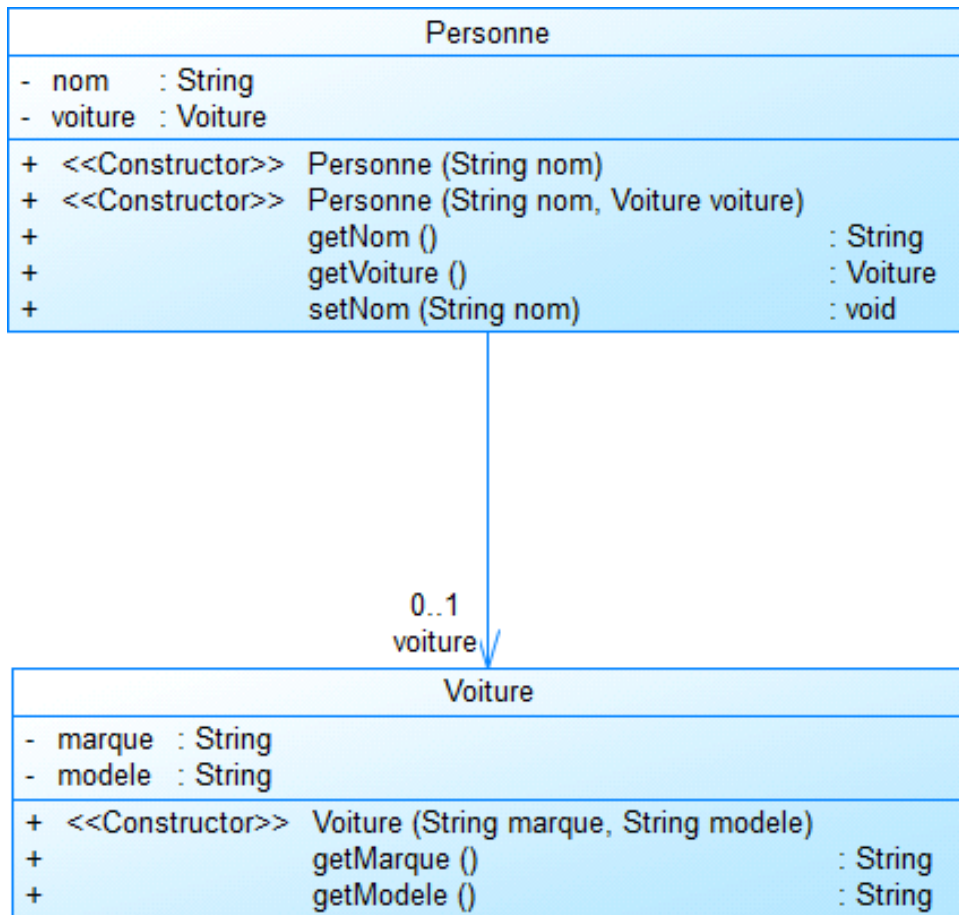 Personne
- nom : String
- voiture : Voiture
+ <<Constructor>> Personne (String nom)
+ <<Constructor>> Personne (String nom, Voiture voiture)
+ getNom () : String
+ getVoiture () : Voiture
+ setNom (String nom) : void
0..1
voiture
Voiture
- marque : String
- modele : String
+ <<Constructor>> Voiture (String marque, String modele)
+ getMarque () : String
+ getModele () : String